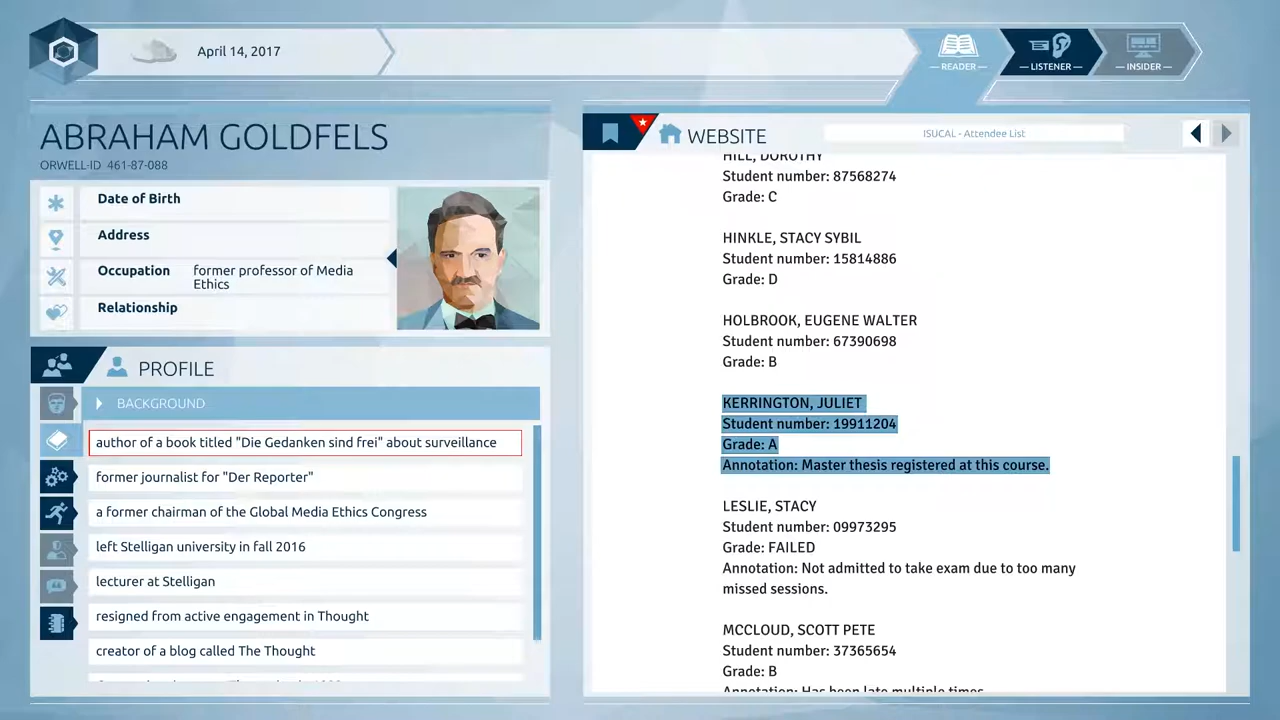 April 14, 2017
— READER —
— LISTENER —
— INSIDER —
ABRAHAM GOLDFELS
ORWELL-ID 461-87-088
Date of Birth
Address
Occupation former professor of Media
Ethics
Relationship
PROFILE
BACKGROUND
author of a book titled "Die Gedanken sind frei" about surveillance
former journalist for "Der Reporter"
a former chairman of the Global Media Ethics Congress
left Stelligan university in fall 2016
lecturer at Stelligan
resigned from active engagement in Thought
creator of a blog called The Thought
WEBSITE
ISUCAL - Attendee List
HILL, DOROTHY
Student number: 87568274
Grade: C
HINKLE, STACY SYBIL
Student number: 15814886
Grade: D
HOLBROOK, EUGENE WALTER
Student number: 67390698
Grade: B
KERRINGTON, JULIET
Student number: 19911204
Grade: A
Annotation: Master thesis registered at this course.
LESLIE, STACY
Student number: 09973295
Grade: FAILED
Annotation: Not admitted to take exam due to too many
missed sessions.
MCCLOUD, SCOTT PETE
Student number: 37365654
Grade: B
Annotation: Has been late multiple times